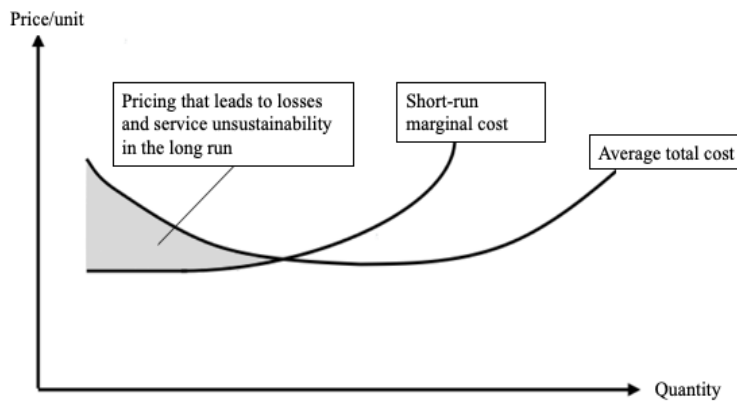 Price/unit
Pricing that leads to losses
and service unsustainability
in the long run
Short-run
marginal cost
Average total cost
Quantity